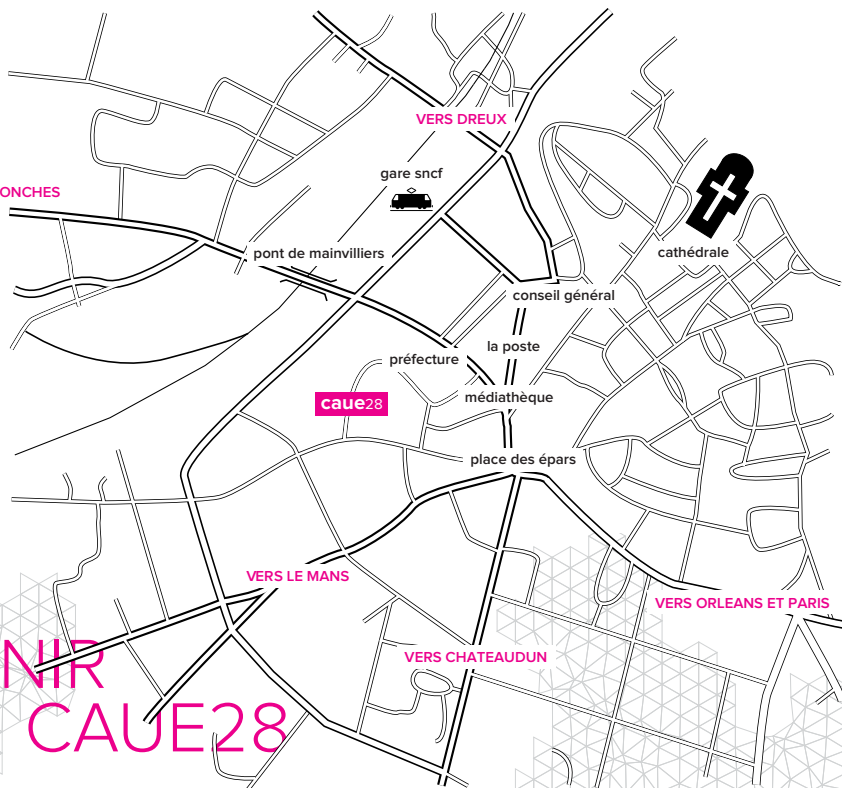 VERS DREUX
gare sncf
ONCHES
pont de mainvilliers
cathédrale
conseil général
la poste
préfecture
médiathèque
caue28
place des épars
VERS LE MANS
VERS ORLEANS ET PARIS
VERS CHATEAUDUN
NIR
CAUE28